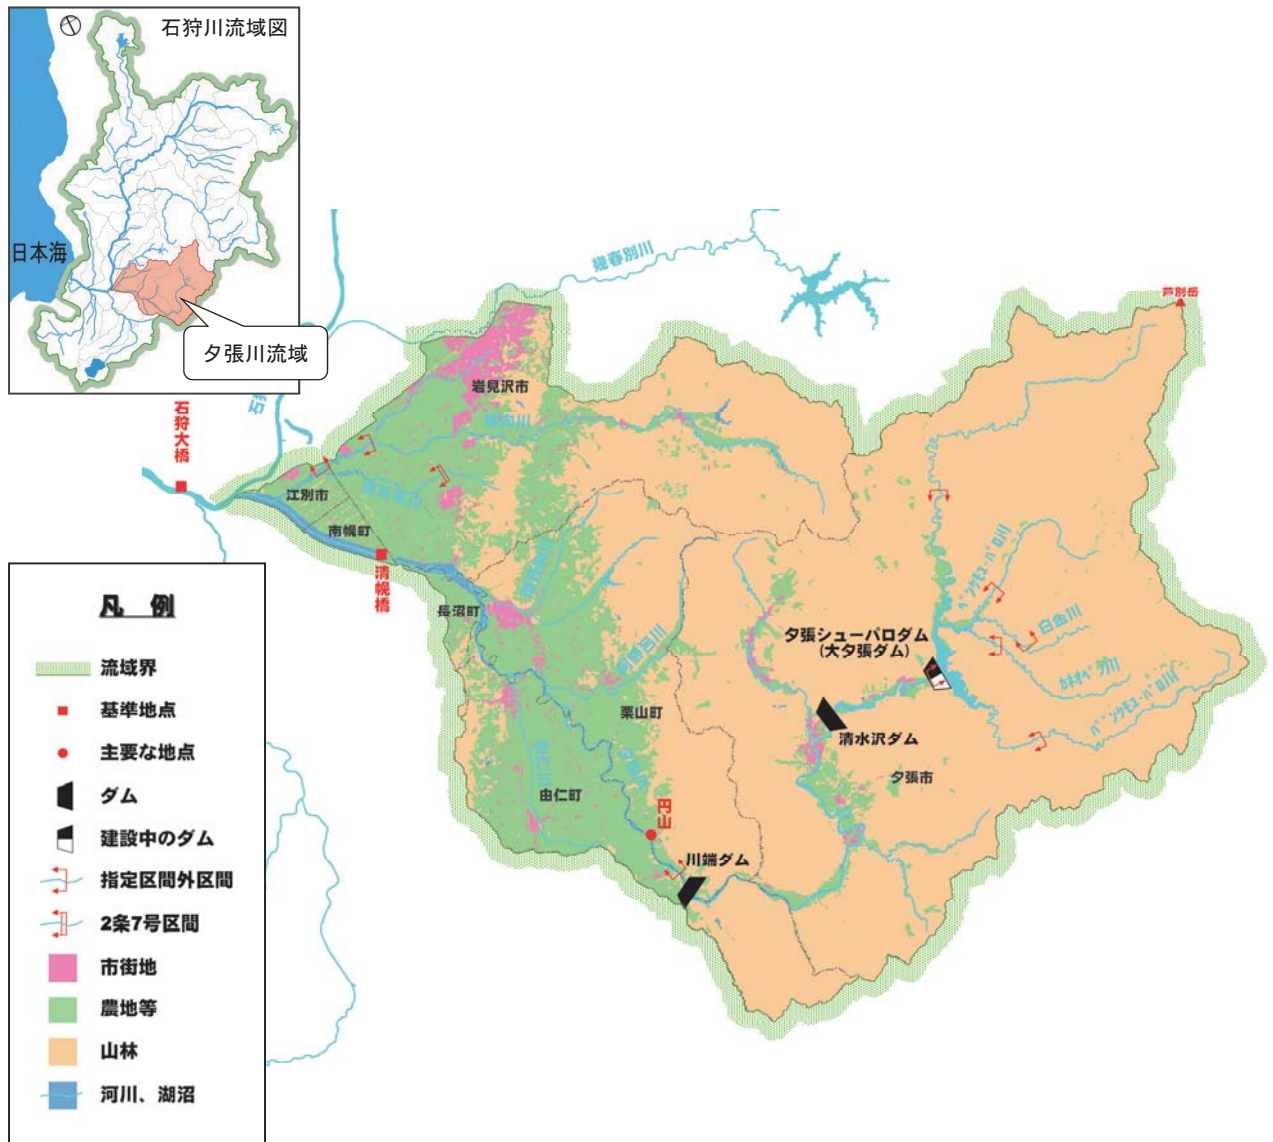 石狩川流域図
日本海
夕張川流域
幾春別川
芦別岳
石狩大橋
岩見沢市
幌向川
江別市
南幌町
清幌橋
長沼町
夕張シューパロダム
(大夕張ダム)
白金川
清水沢ダム
栗山町
夕張市
由仁町
円山
川端ダム
凡 例
流域界
基準地点
主要な地点
ダム
建設中のダム
指定区間外区間
2条7号区間
市街地
農地等
山林
河川、湖沼